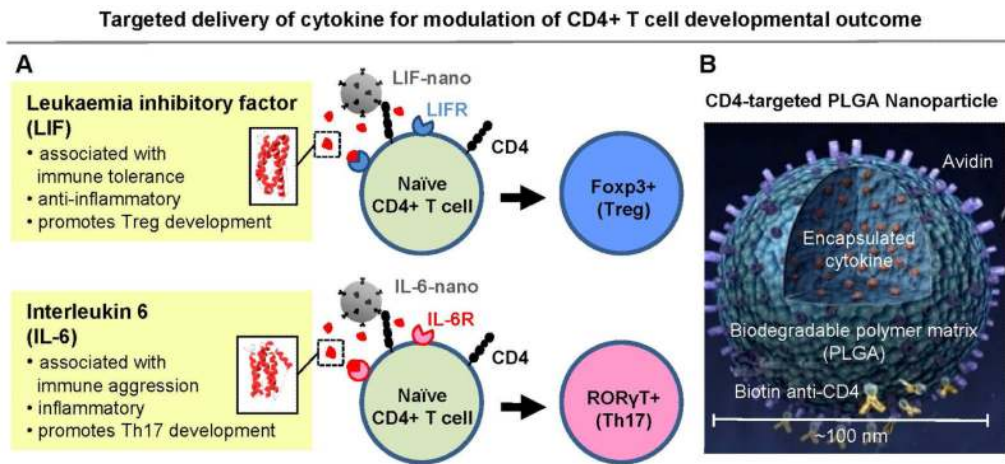 Targeted delivery of cytokine for modulation of CD4+ T cell developmental outcome
A
Leukaemia inhibitory factor
(LIF)
• associated with
immune tolerance
• anti-inflammatory
• promotes Treg development
LIF-nano
LIFR
CD4
Naïve
CD4+ T cell
Foxp3+
(Treg)
Interleukin 6
(IL-6)
• associated with
immune aggression
• inflammatory
• promotes Th17 development
IL-6-nano
IL-6R
CD4
Naïve
CD4+ T cell
RORγT+
(Th17)
B
CD4-targeted PLGA Nanoparticle
Avidin
Encapsulated
cytokine
Biodegradable polymer matrix
(PLGA)
Biotin anti-CD4
~100 nm